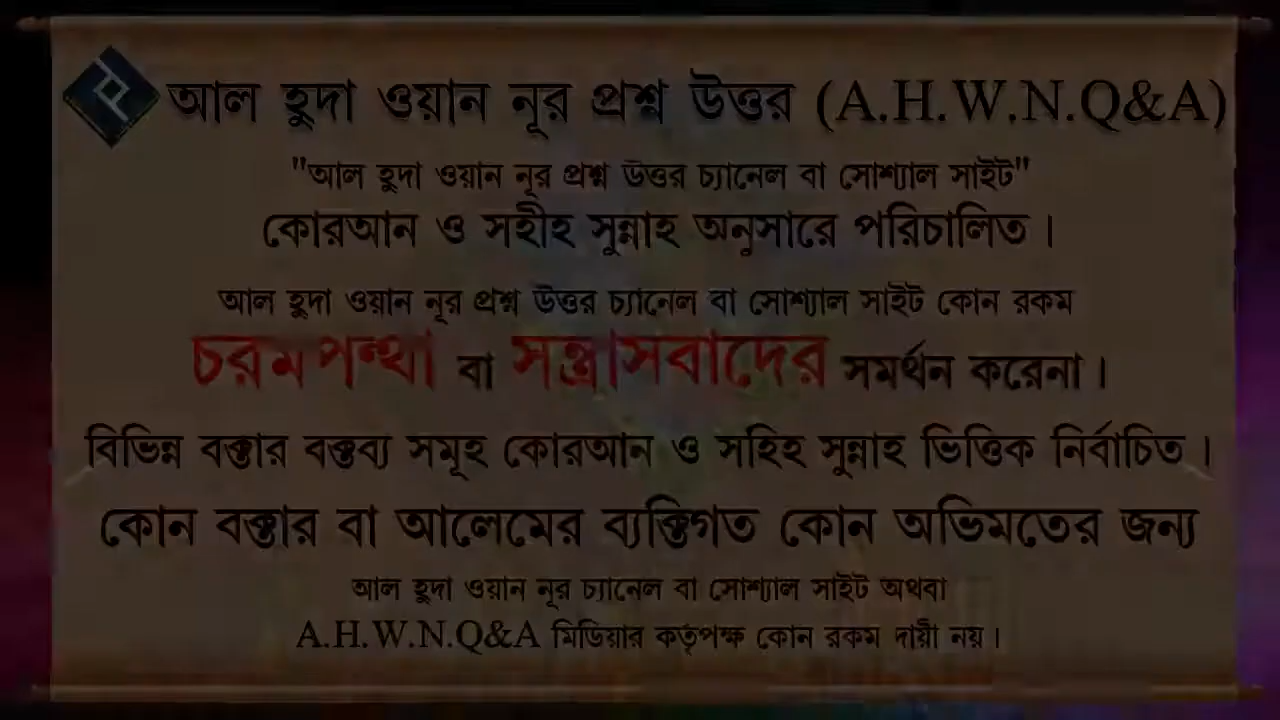 আল হুদা ওয়ান নূর প্রশ্ন উত্তর (A.H.W.N.Q&A)
"আল হুদা ওয়ান নূর প্রশ্ন উত্তর চ্যানেল বা সোশ্যাল সাইট"
কোরআন ও সহীহ সুন্নাহ অনুসারে পরিচালিত।
আল হুদা ওয়ান নূর প্রশ্ন উত্তর চ্যানেল বা সোশ্যাল সাইট কোন রকম
চরমপন্থা বা সন্ত্রাসবাদের সমর্থন করেনা।
বিভিন্ন বক্তার বক্তব্য সমূহ কোরআন ও সহিহ সুন্নাহ ভিত্তিক নির্বাচিত।
কোন বক্তার বা আলেমের ব্যক্তিগত কোন অভিমতের জন্য
আল হুদা ওয়ান নূর চ্যানেল বা সোশ্যাল সাইট অথবা
A.H.W.N.Q&A মিডিয়ার কর্তৃপক্ষ কোন রকম দায়ী নয়।